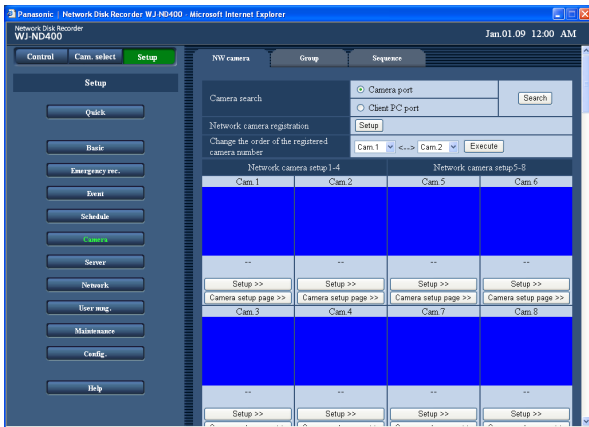 Panasonic | Network Disk Recorder WJ-ND400 - Microsoft Internet Explorer
Network Disk Recorder
WJ-ND400
Jan.01.09 12:00 AM
Control Cam. select Setup
Setup
Quick
Basic
Emergency rec.
Event
Schedule
Camera
Server
Network
User mng.
Maintenance
Config.
Help
NW camera Group Sequence
Camera search
Camera port
Client PC port
Search
Network camera registration
Setup
Change the order of the registered
camera number
Cam.1 <--> Cam.2 Execute
Network camera setup1-4 Network camera setup5-8
Cam.1 Cam.2 Cam.5 Cam.6
-- -- -- --
Setup >> Setup >> Setup >> Setup >>
Camera setup page >> Camera setup page >> Camera setup page >> Camera setup page >>
Cam.3 Cam.4 Cam.7 Cam.8
-- -- -- --
Setup >> Setup >> Setup >> Setup >>